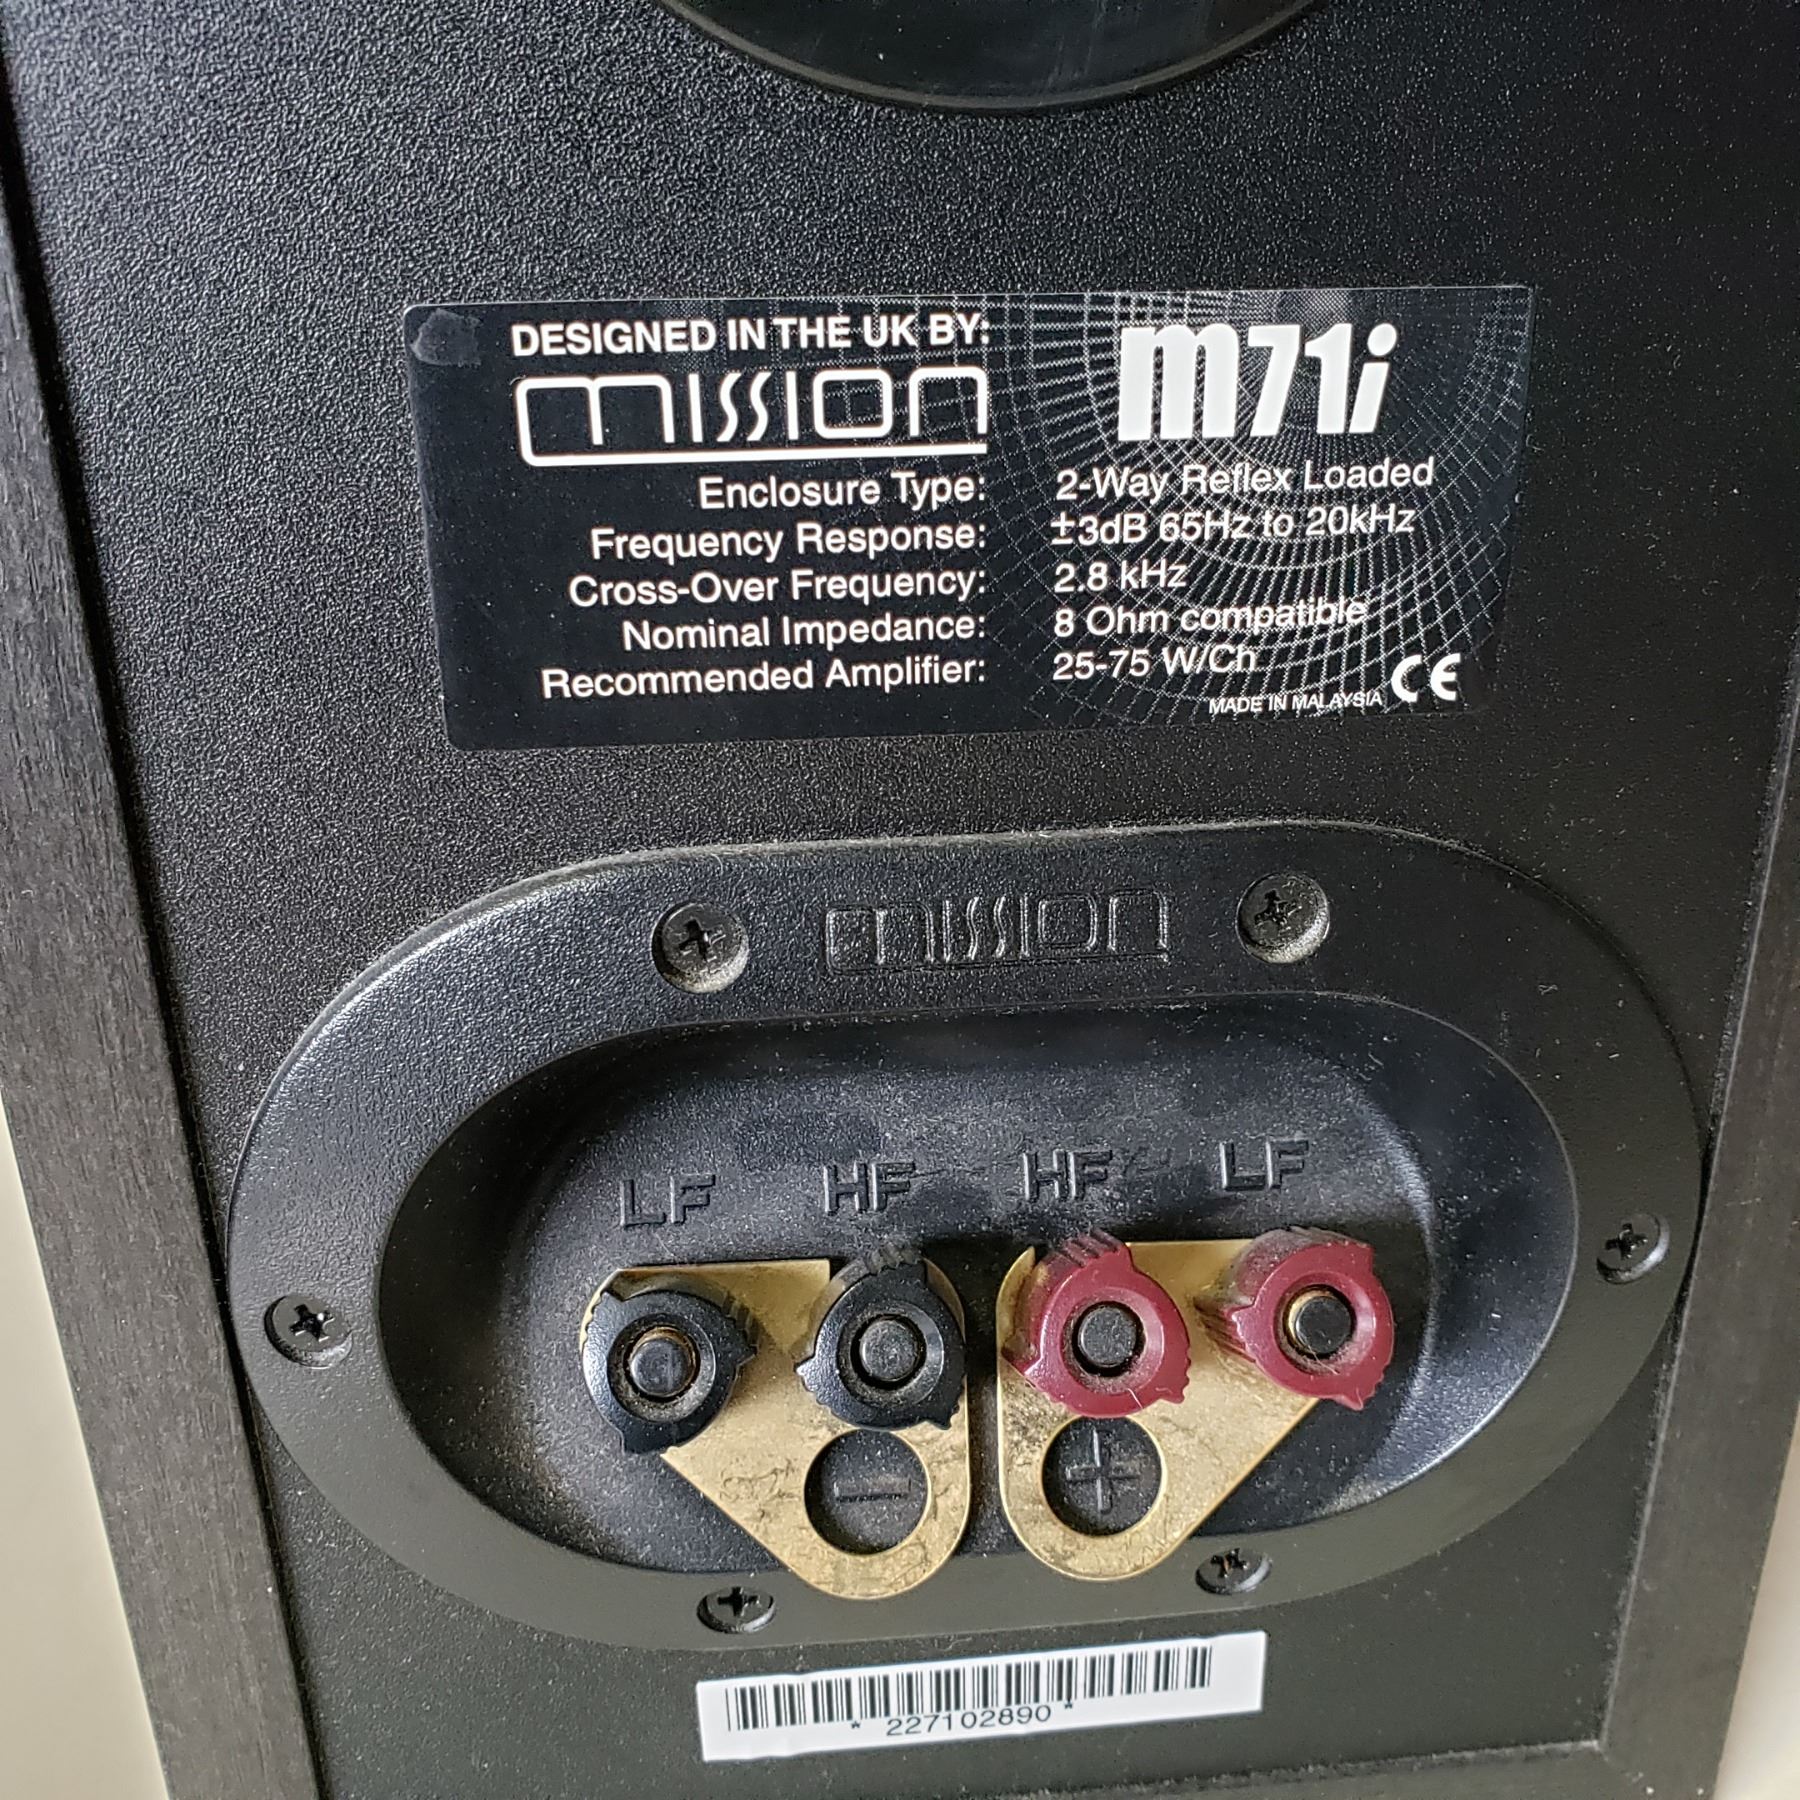 DESIGNED IN THE UK BY:
mission
m71i
Enclosure Type: 2-Way Reflex Loaded
Frequency Response: ±3dB 65Hz to 20kHz
Cross-Over Frequency: 2.8 kHz
Nominal Impedance: 8 Ohm compatible
Recommended Amplifier: 25-75 W/Ch
MADE IN MALAYSIA CE
mission
LF HF HF LF
- +
* 227102890 *